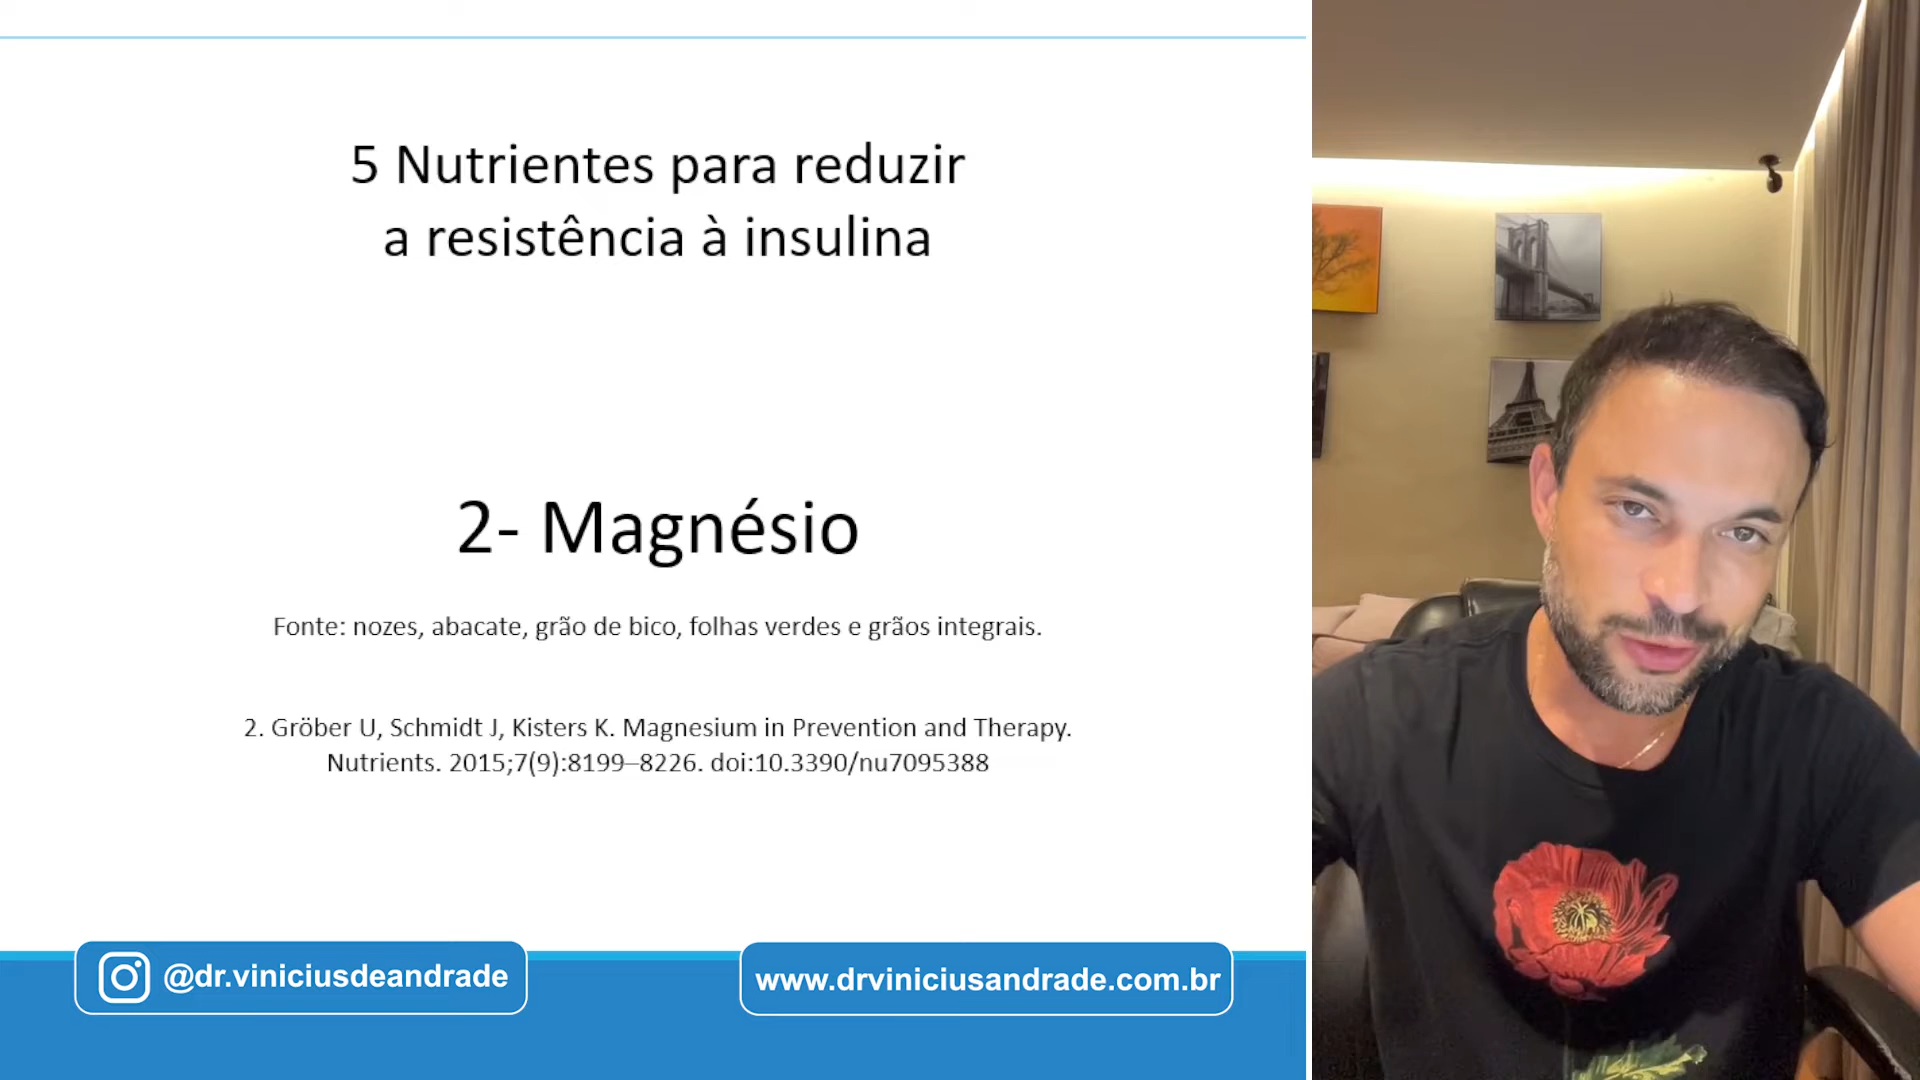 5 Nutrientes para reduzir
a resistência à insulina
2- Magnésio
Fonte: nozes, abacate, grão de bico, folhas verdes e grãos integrais.
2. Gröber U, Schmidt J, Kisters K. Magnesium in Prevention and Therapy.
Nutrients. 2015;7(9):8199–8226. doi:10.3390/nu7095388
@dr.viniciusdeandrade
www.drviniciusandrade.com.br